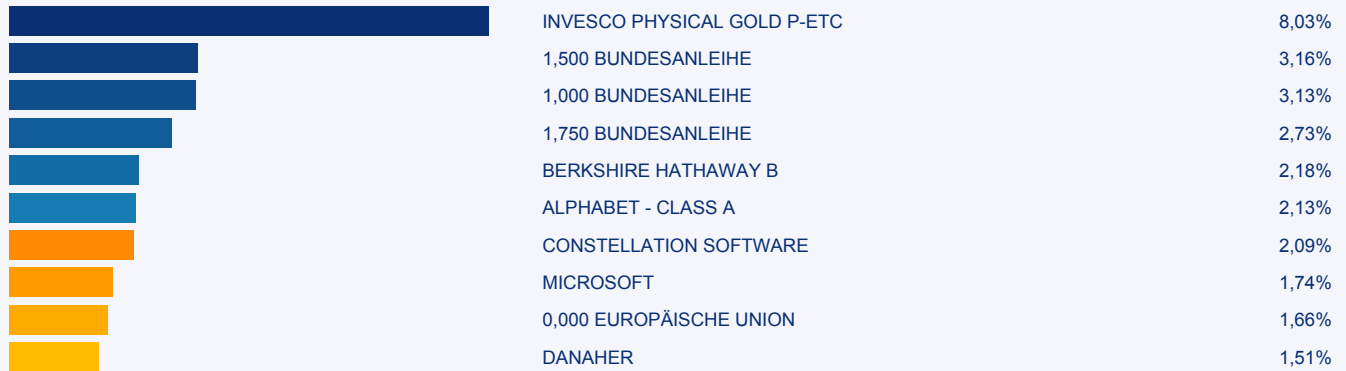 INVESCO PHYSICAL GOLD P-ETC 8,03%
1,500 BUNDESANLEIHE 3,16%
1,000 BUNDESANLEIHE 3,13%
1,750 BUNDESANLEIHE 2,73%
BERKSHIRE HATHAWAY B 2,18%
ALPHABET - CLASS A 2,13%
CONSTELLATION SOFTWARE 2,09%
MICROSOFT 1,74%
0,000 EUROPÄISCHE UNION 1,66%
DANAHER 1,51%